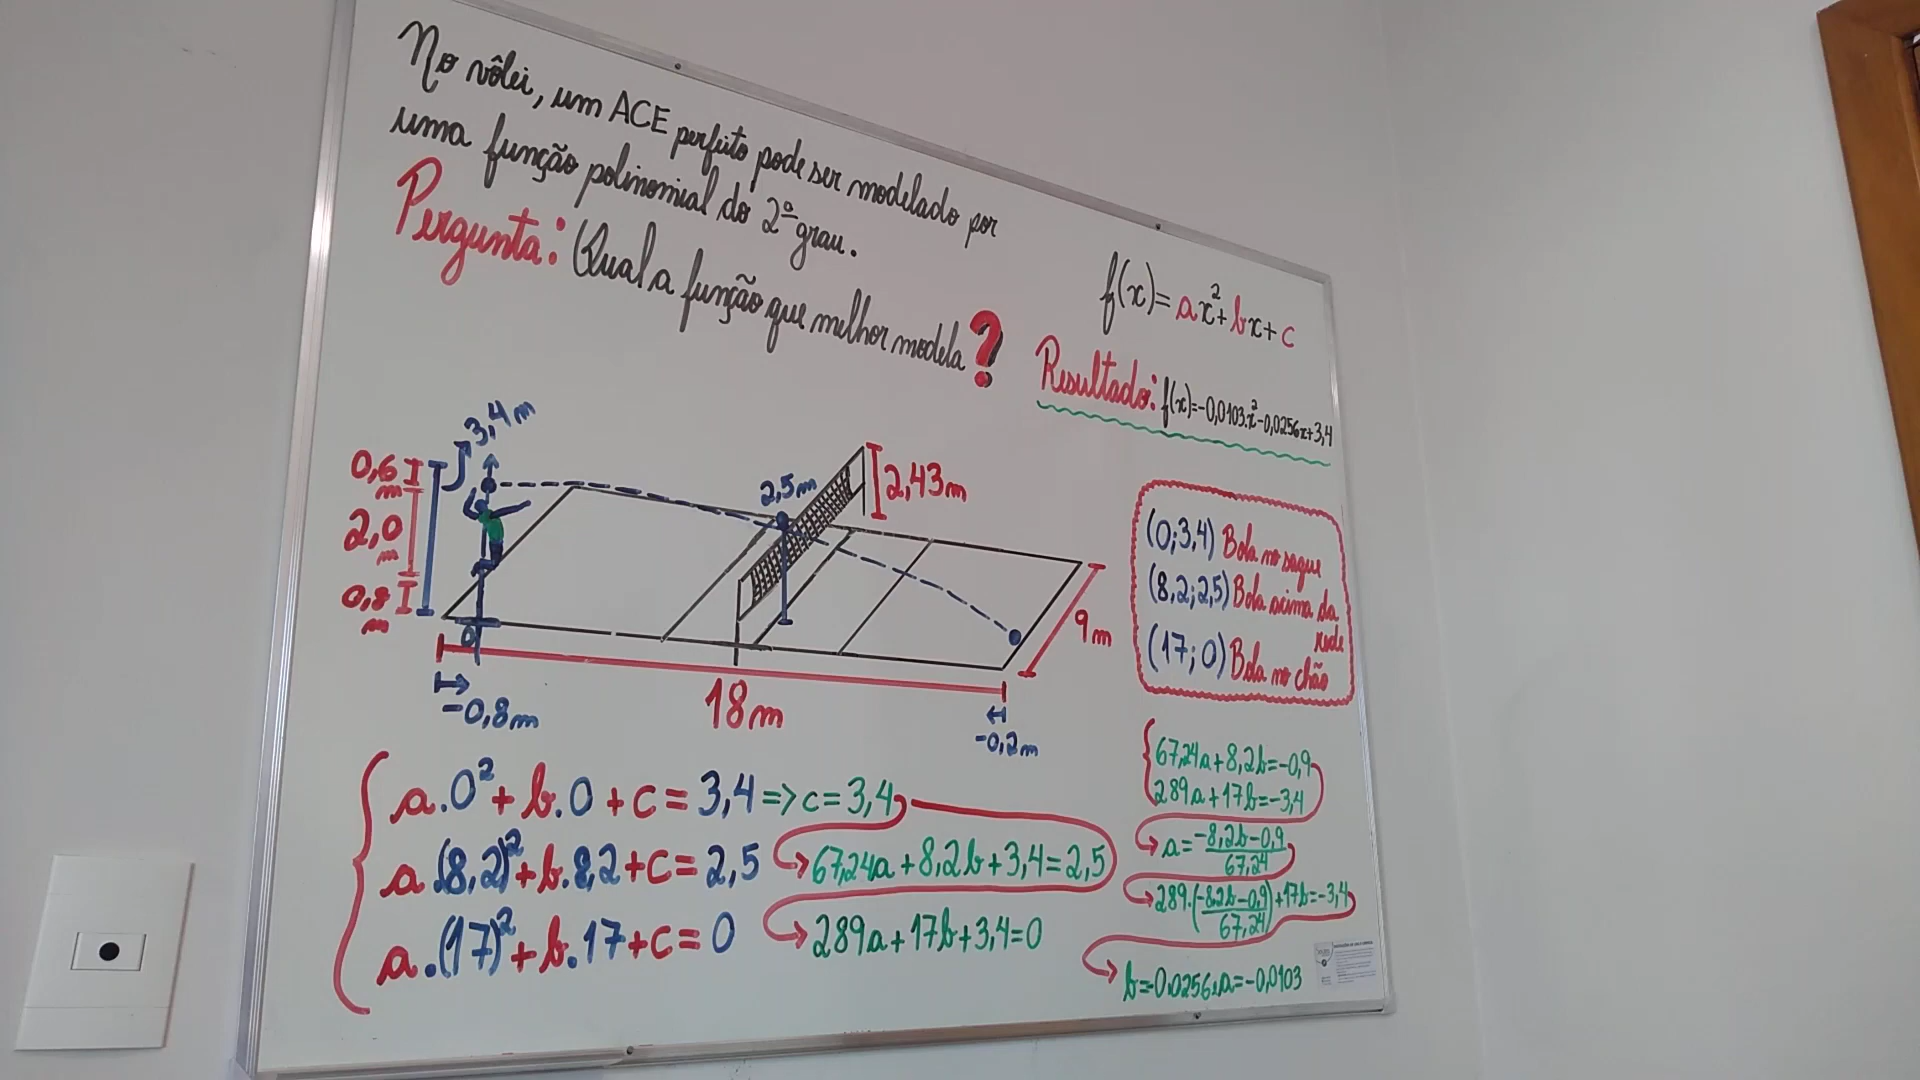 No vôlei, um ACE perfeito pode ser modelado por
uma função polinomial do 2º grau.
Pergunta: Qual a função que melhor modela?
f(x)=ax²+bx+c
Resultado: f(x)=-0,0103x²-0,0256x+3,4
3,4m
0,6 m
2,0 m
0,8 m
2,5m
2,43m
0
9m
18m
-0,8m
-0,2m
(0;3,4) Bola no saque
(8,2;2,5) Bola acima da
rede
(17;0) Bola no chão
a.0²+b.0+c=3,4=>c=3,4
a.(8,2)²+b.8,2+c=2,5
67,24a+8,2b+3,4=2,5
a.(17)²+b.17+c=0
289a+17b+3,4=0
67,24a+8,2b=-0,9
289a+17b=-3,4
a=-8,2b-0,9
67,24
289.(-8,2b-0,9)+17b=-3,4
67,24
b=-0,0256,a=-0,0103